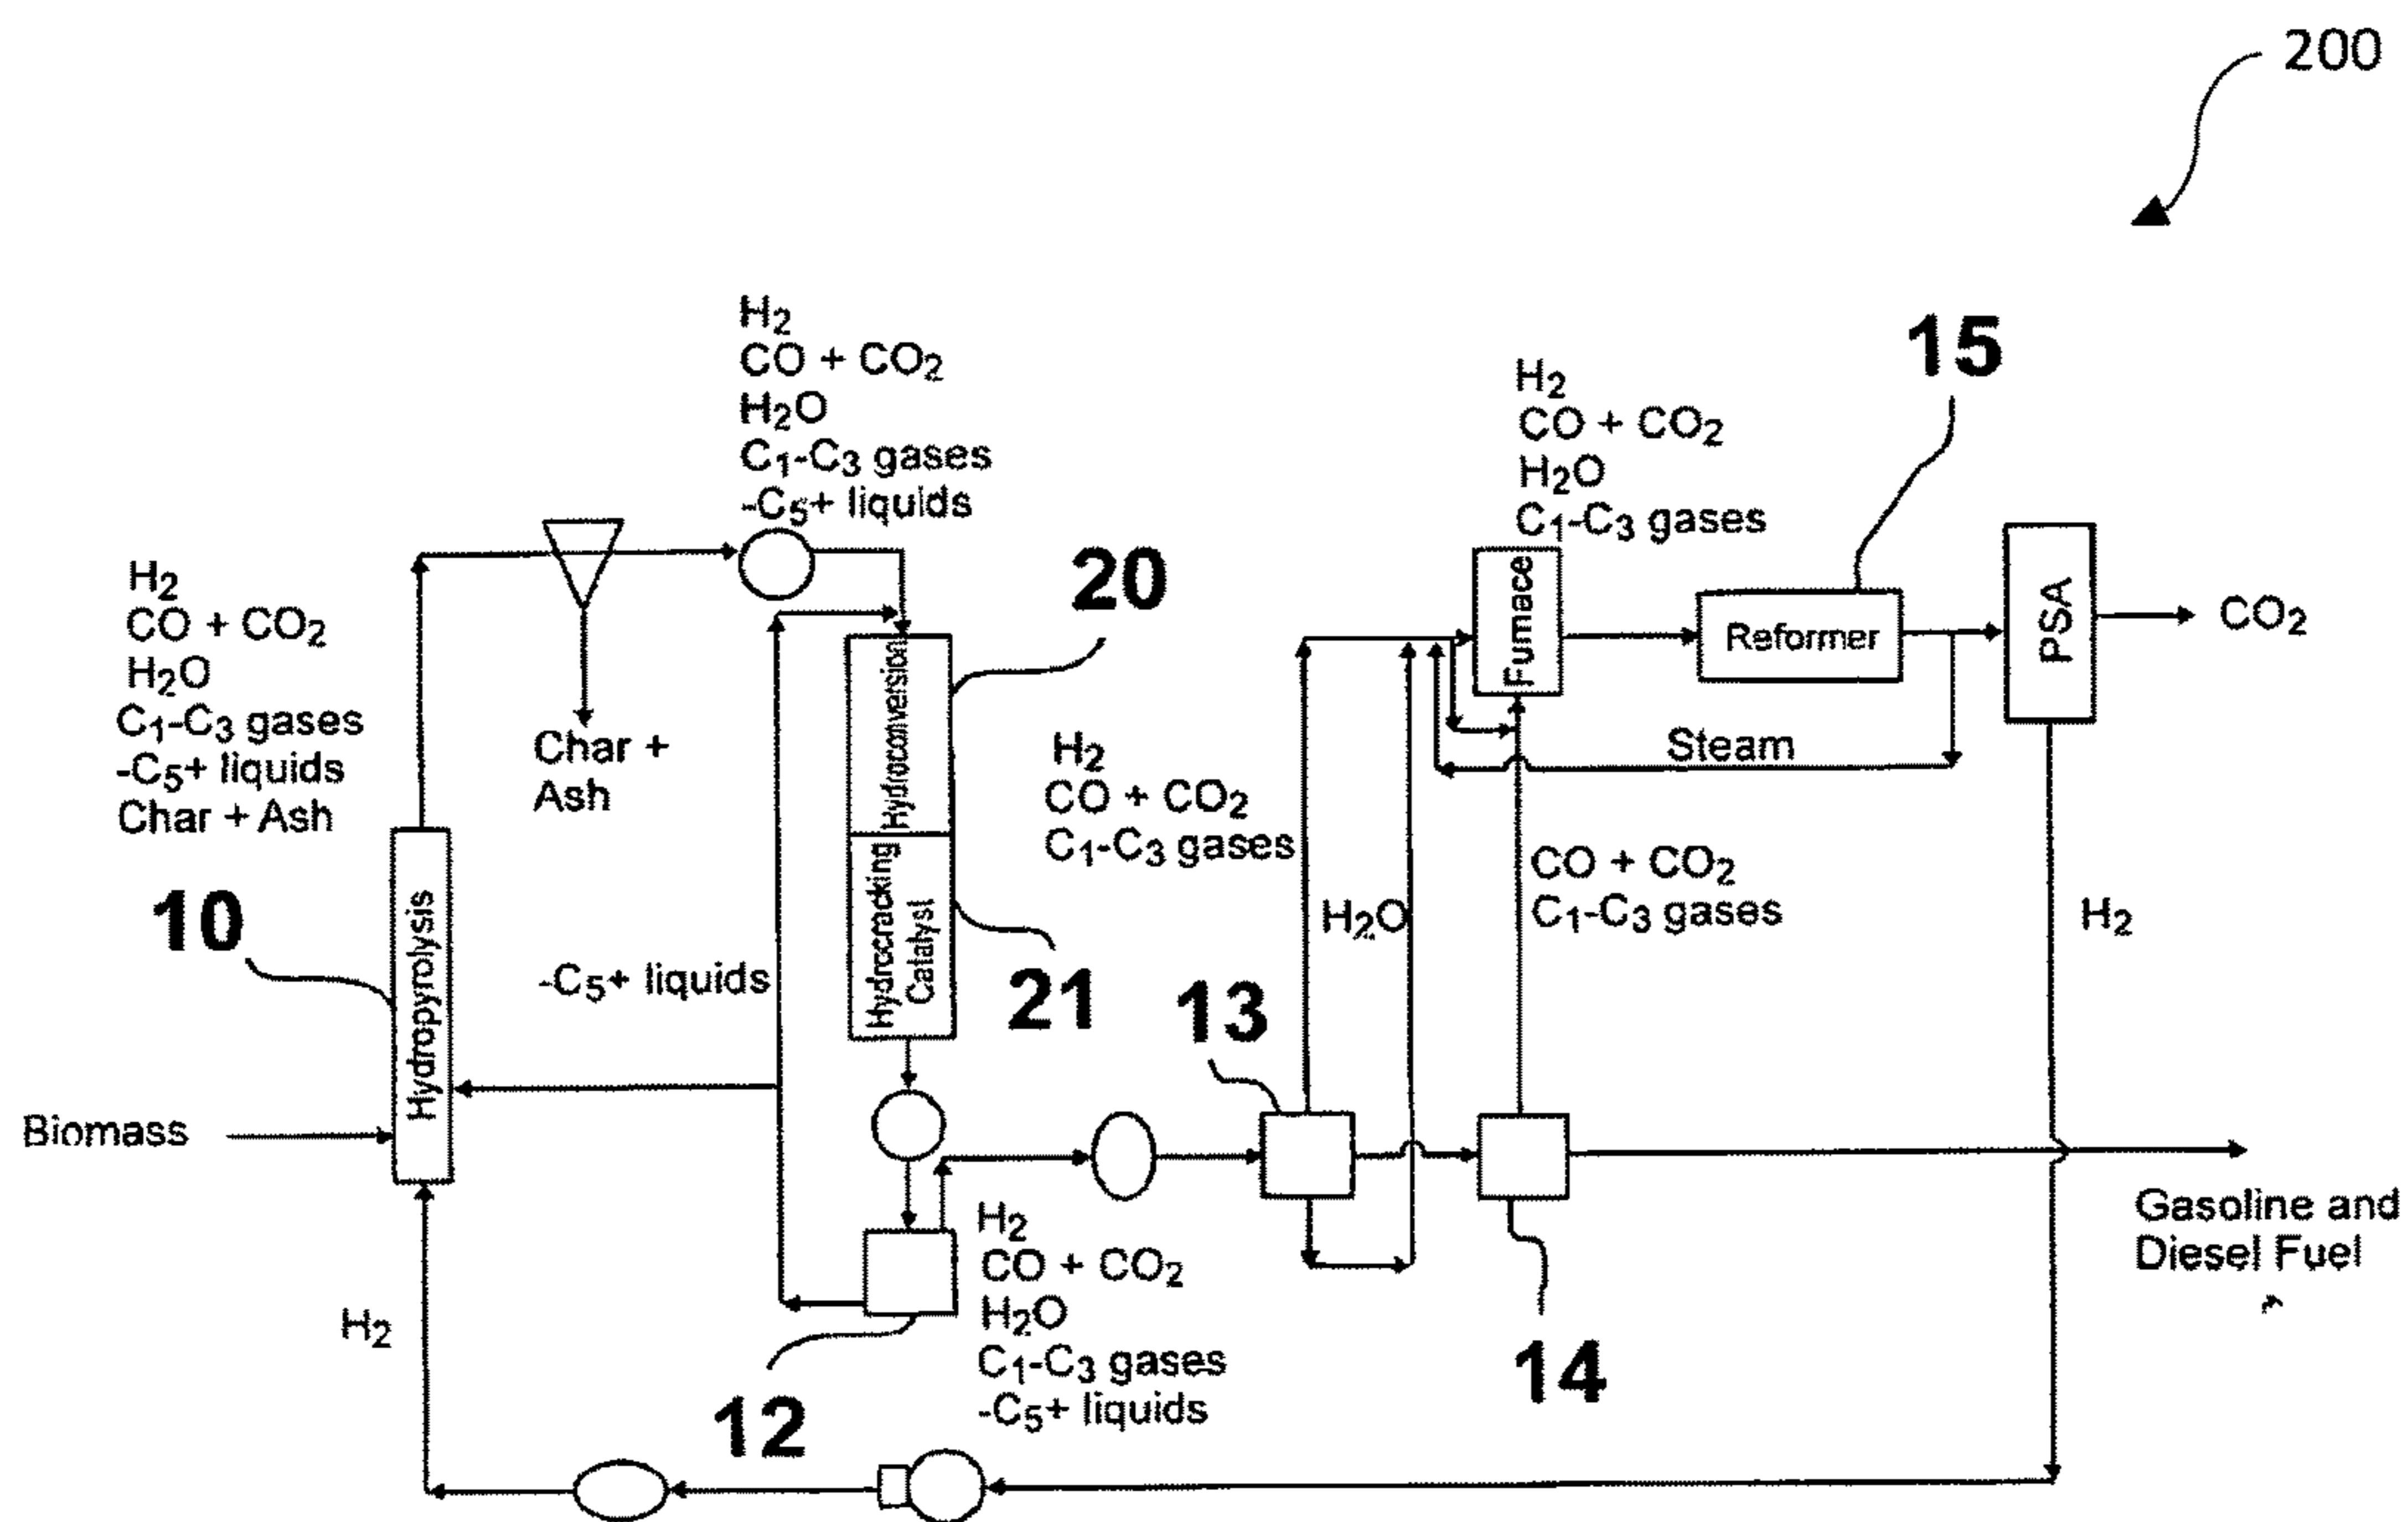 200
H2
CO + CO2
H2O
C1-C3 gases
-C5+ liquids
15
H2
CO + CO2
H2O
C1-C3 gases
20
H2
CO + CO2
H2O
C1-C3 gases
-C5+ liquids
Char + Ash
Char +
Ash
Hydroconversion
Furnace
Reformer
PSA
CO2
Steam
H2
CO + CO2
C1-C3 gases
Hydrocracking
Catalyst
10
Hydropyrolysis
-C5+ liquids
21
13
H2O
CO + CO2
C1-C3 gases
H2
Biomass
Gasoline and
Diesel Fuel
H2
CO + CO2
H2O
C1-C3 gases
-C5+ liquids
H2
12
14